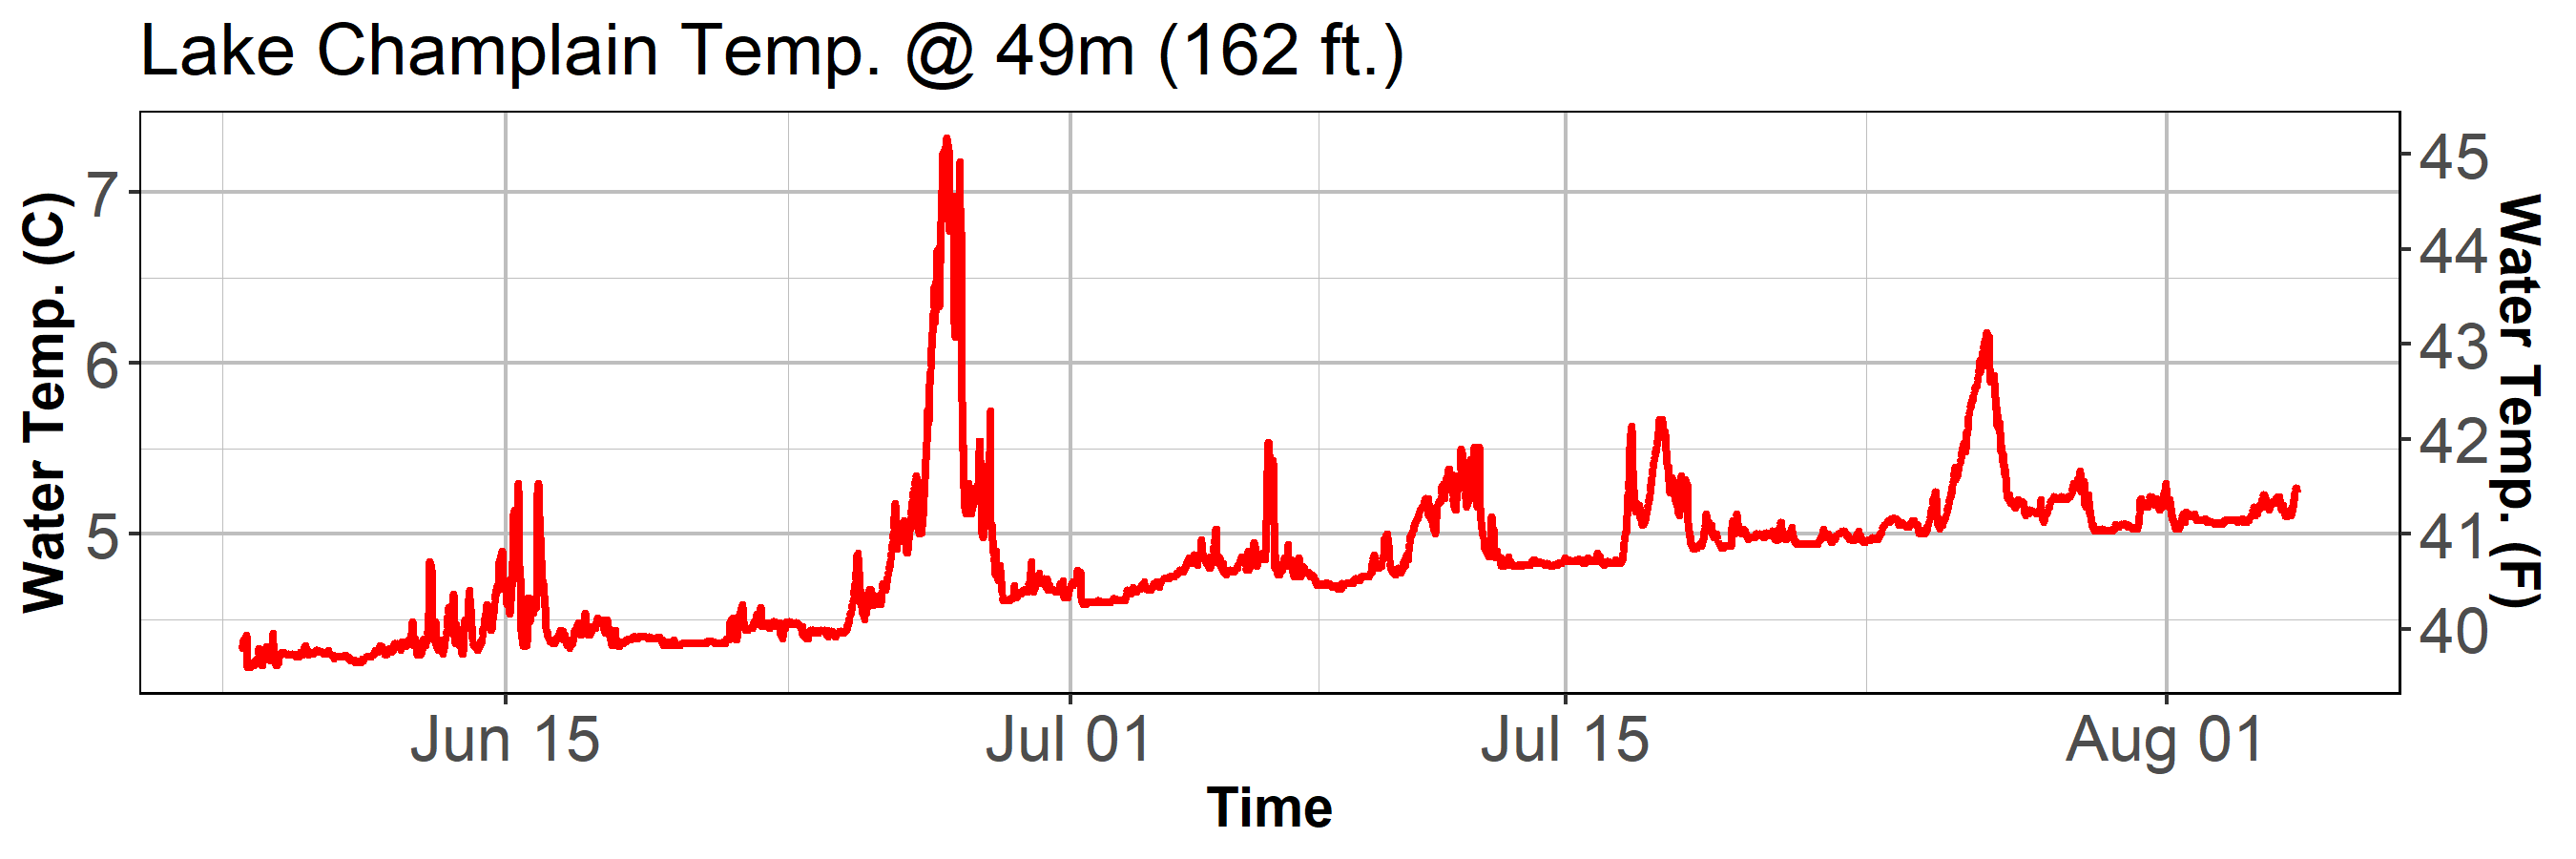 Lake Champlain Temp. @ 49m (162 ft.)
Water Temp. (C)
7
6
5
45
44
43
42
41
40
Water Temp. (F)
Jun 15
Jul 01
Jul 15
Aug 01
Time